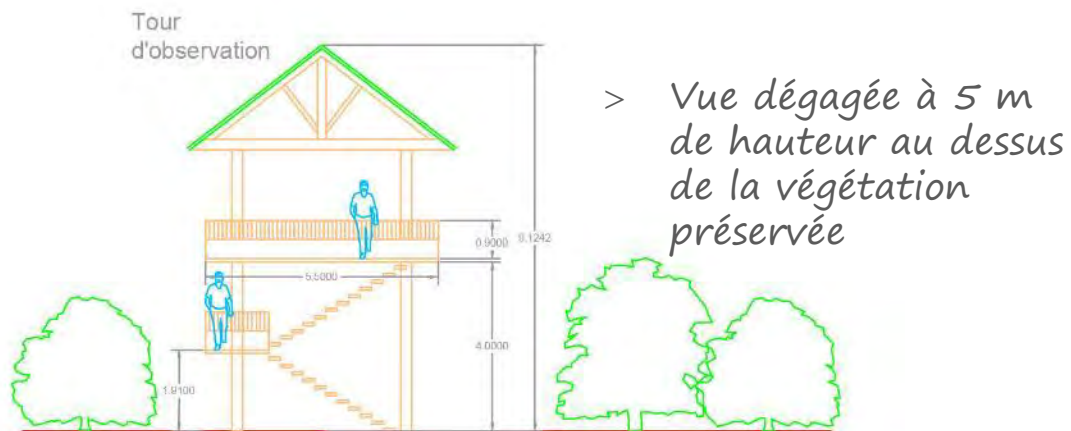 Tour
d'observation
> Vue dégagée à 5 m
de hauteur au dessus
de la végétation
préservée
0.9000
9.1242
5.5000
4.0000
1.9100